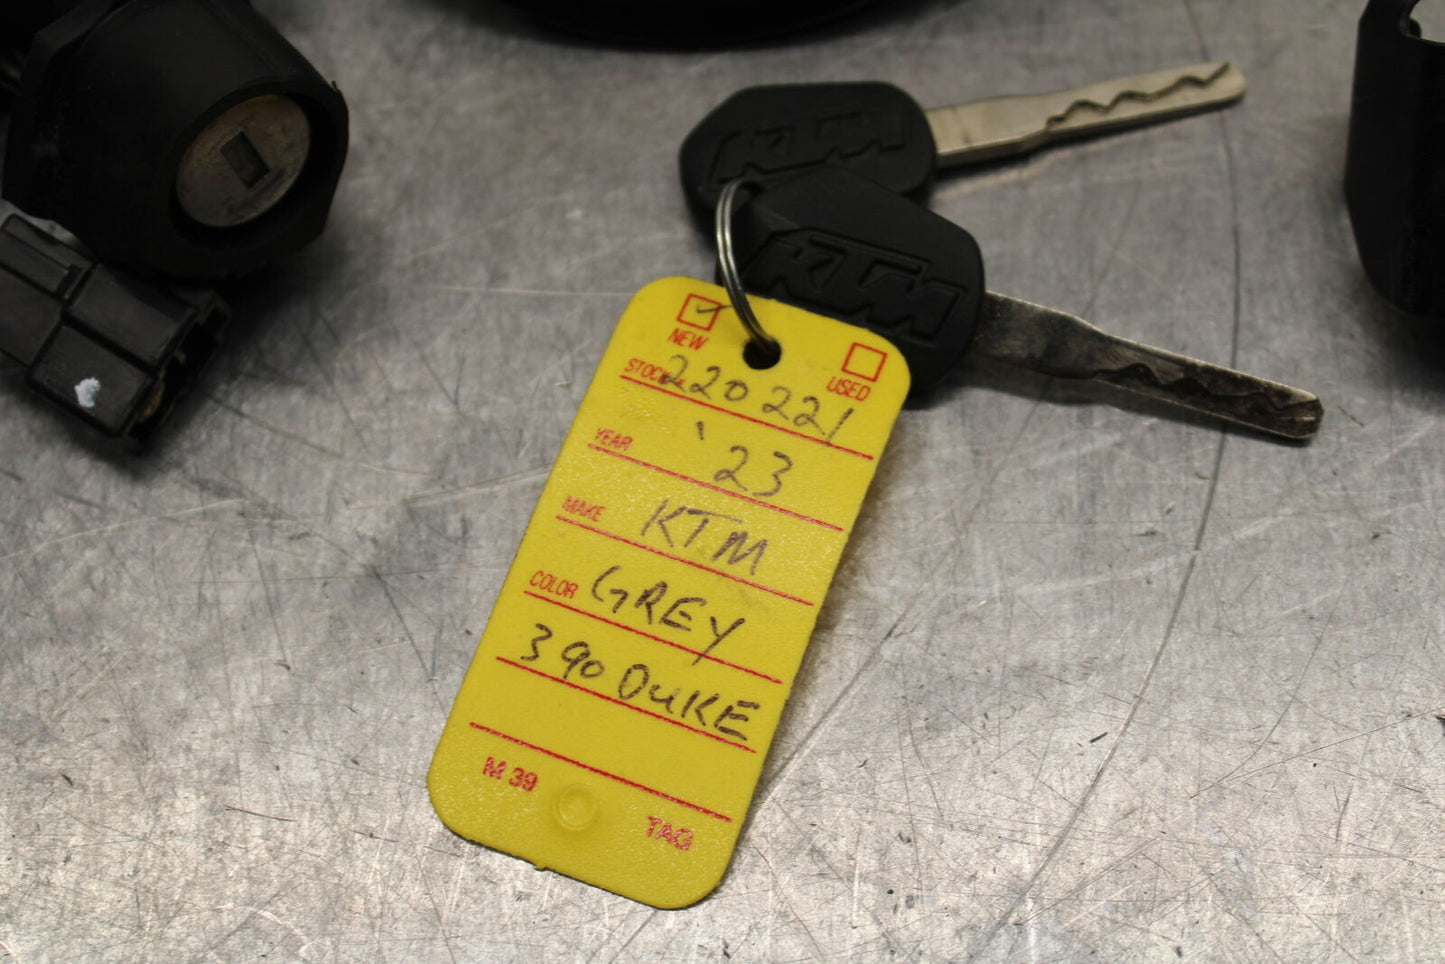 KTM
KTM
NEW
USED
STOCK 220221
YEAR '23
MAKE KTM
COLOR GREY
390 DUKE
M 39
TAG